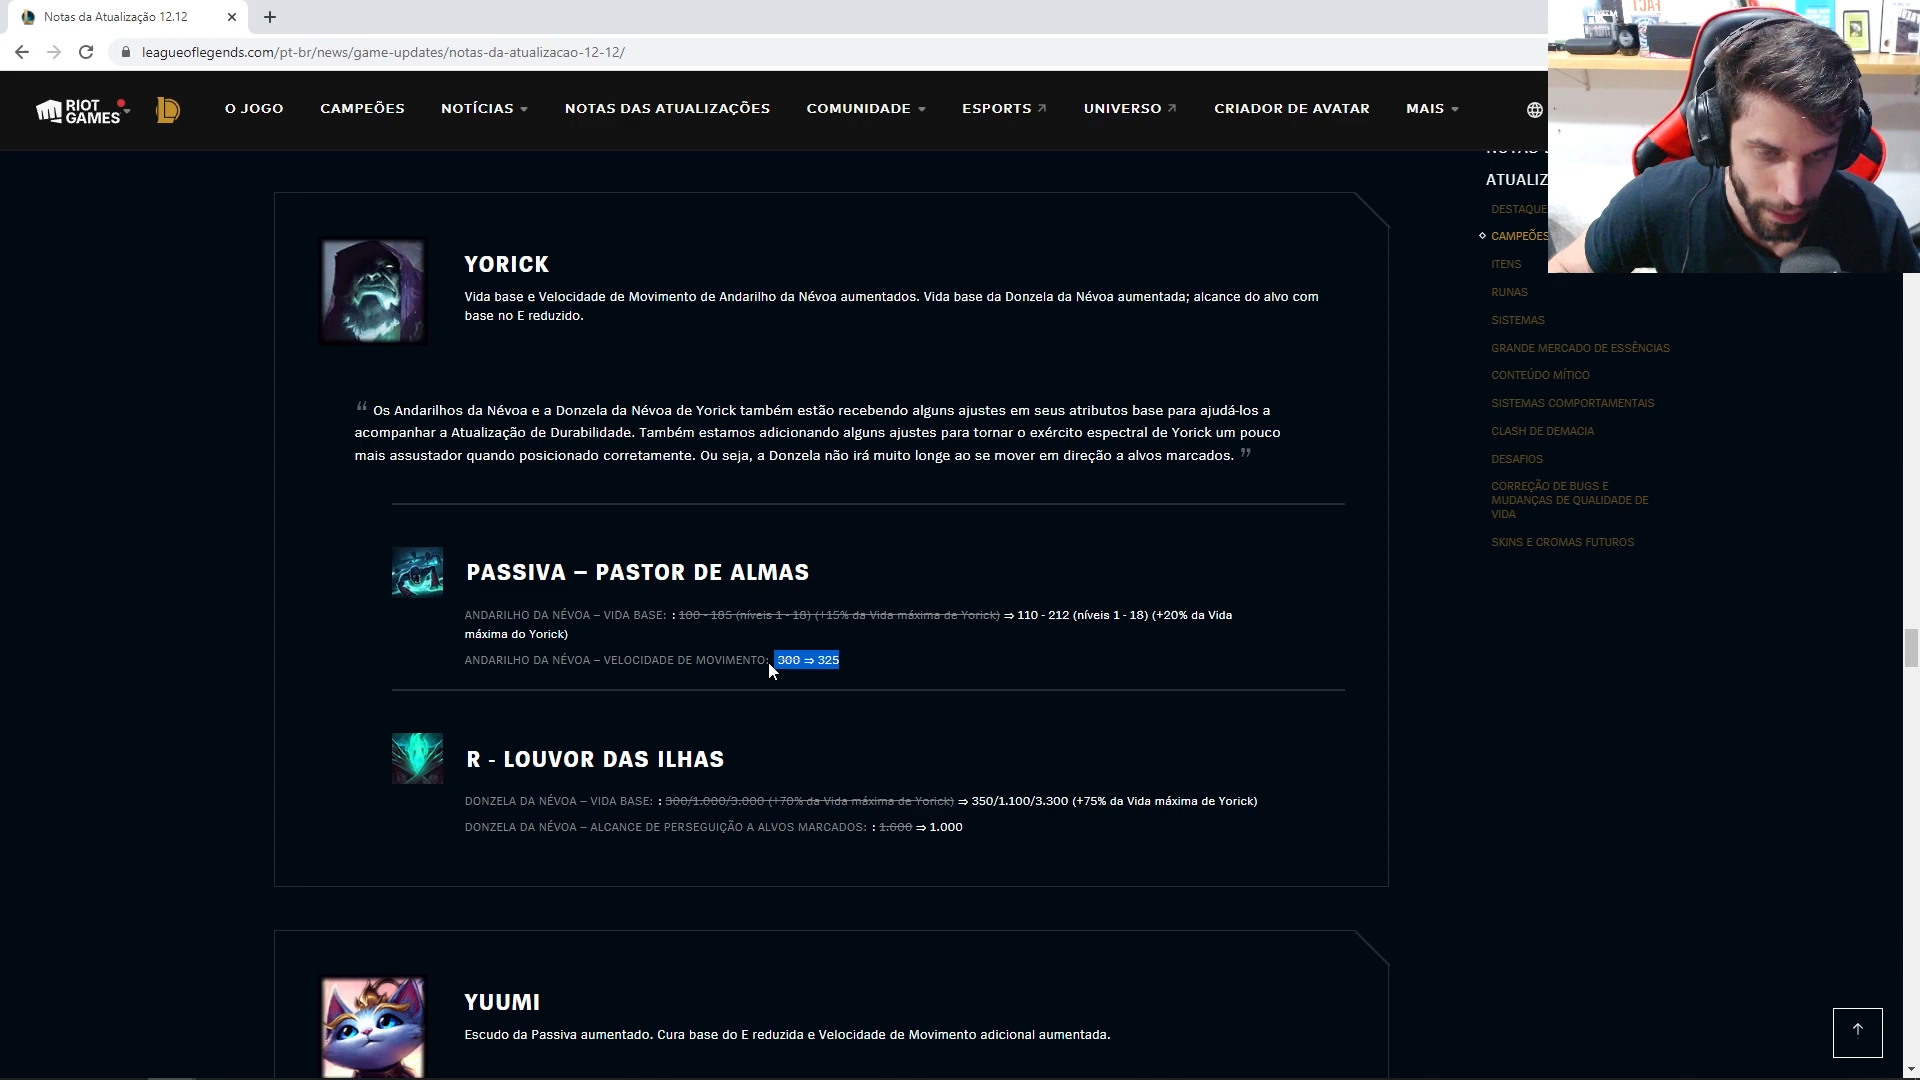 Notas da Atualização 12.12
leagueoflegends.com/pt-br/news/game-updates/notas-da-atualizacao-12-12/
RIOT GAMES
O JOGO
CAMPEÕES
NOTÍCIAS
NOTAS DAS ATUALIZAÇÕES
COMUNIDADE
ESPORTS
UNIVERSO
CRIADOR DE AVATAR
MAIS
YORICK
Vida base e Velocidade de Movimento de Andarilho da Névoa aumentados. Vida base da Donzela da Névoa aumentada; alcance do alvo com
base no E reduzido.
“ Os Andarilhos da Névoa e a Donzela da Névoa de Yorick também estão recebendo alguns ajustes em seus atributos base para ajudá-los a
acompanhar a Atualização de Durabilidade. Também estamos adicionando alguns ajustes para tornar o exército espectral de Yorick um pouco
mais assustador quando posicionado corretamente. Ou seja, a Donzela não irá muito longe ao se mover em direção a alvos marcados. ”
PASSIVA – PASTOR DE ALMAS
ANDARILHO DA NÉVOA – VIDA BASE: : 100 - 185 (níveis 1 - 18) (+15% da Vida máxima de Yorick) ⇒ 110 - 212 (níveis 1 - 18) (+20% da Vida
máxima do Yorick)
ANDARILHO DA NÉVOA – VELOCIDADE DE MOVIMENTO: 300 ⇒ 325
R - LOUVOR DAS ILHAS
DONZELA DA NÉVOA – VIDA BASE: : 300/1.000/3.000 (+70% da Vida máxima de Yorick) ⇒ 350/1.100/3.300 (+75% da Vida máxima de Yorick)
DONZELA DA NÉVOA – ALCANCE DE PERSEGUIÇÃO A ALVOS MARCADOS: : 1.600 ⇒ 1.000
YUUMI
Escudo da Passiva aumentado. Cura base do E reduzida e Velocidade de Movimento adicional aumentada.
ATUALIZ
DESTAQUE
CAMPEÕES
ITENS
RUNAS
SISTEMAS
GRANDE MERCADO DE ESSÊNCIAS
CONTEÚDO MÍTICO
SISTEMAS COMPORTAMENTAIS
CLASH DE DEMACIA
DESAFIOS
CORREÇÃO DE BUGS E
MUDANÇAS DE QUALIDADE DE
VIDA
SKINS E CROMAS FUTUROS